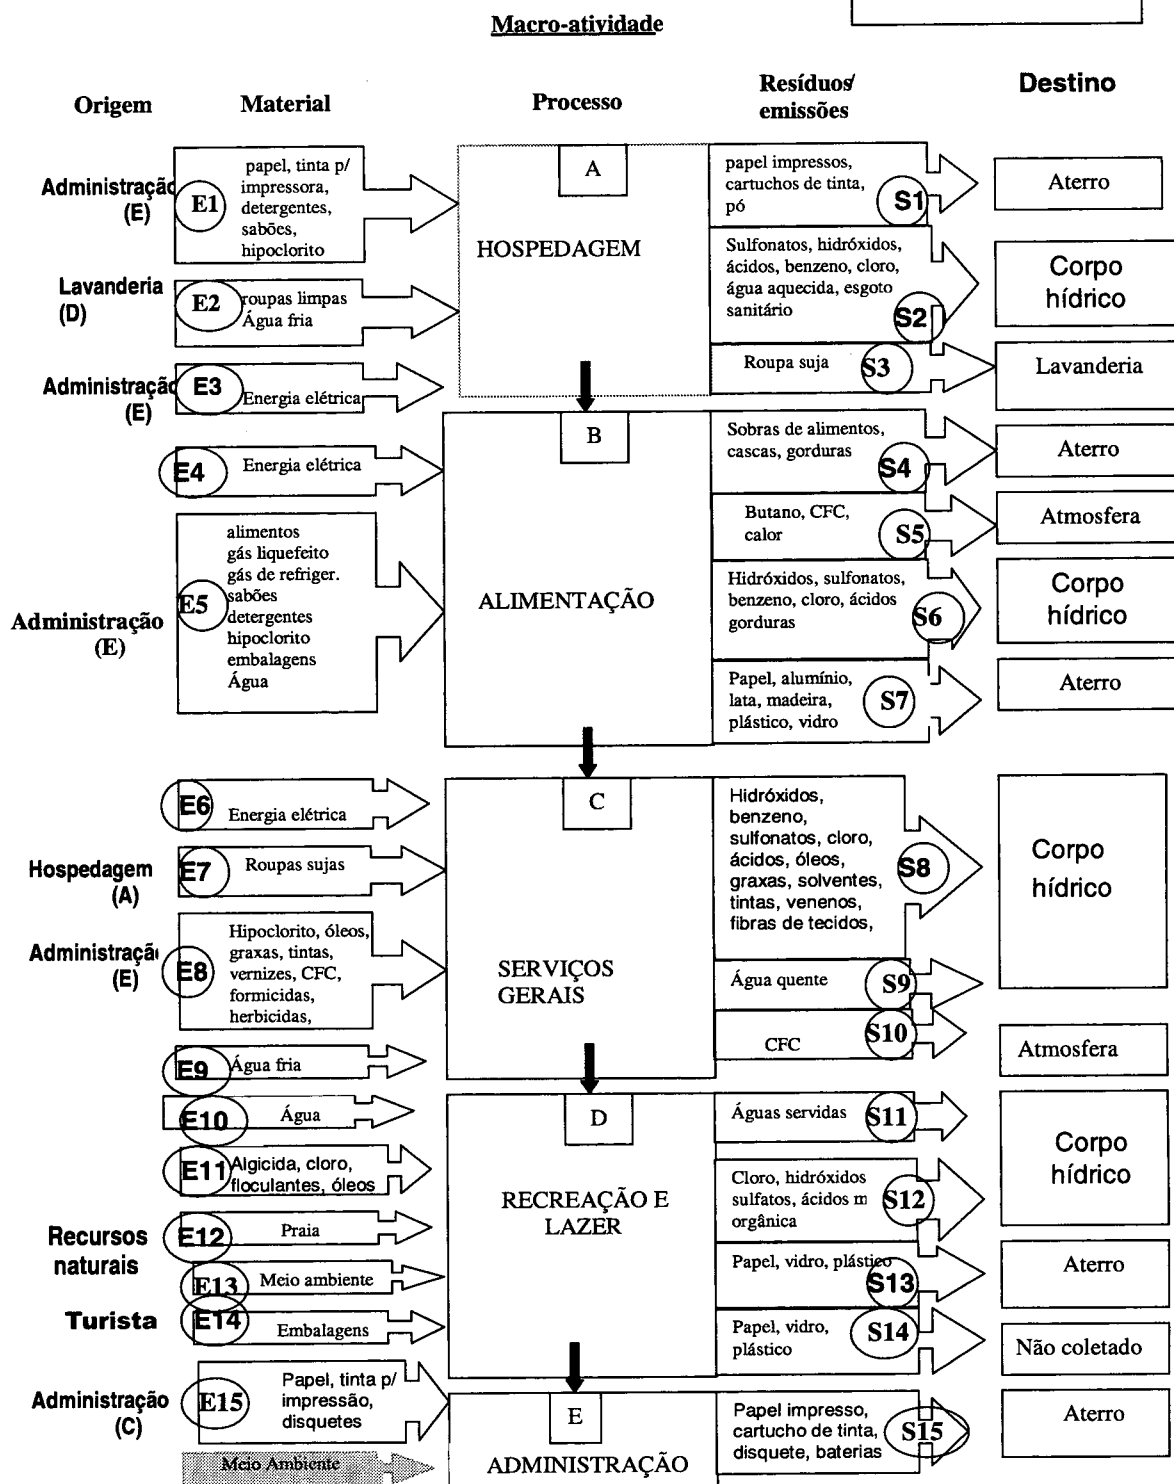 Macro-atividade
Origem
Material
Processo
Resíduos/
emissões
Destino
Administração
(E)
E1
papel, tinta p/
impressora,
detergentes,
sabões,
hipoclorito
A
HOSPEDAGEM
papel impressos,
cartuchos de tinta,
pó
S1
Aterro
Lavanderia
(D)
E2
roupas limpas
Água fria
Sulfonatos, hidróxidos,
ácidos, benzeno, cloro,
água aquecida, esgoto
sanitário
S2
Corpo
hídrico
Administração
(E)
E3
Energia elétrica
Roupa suja
S3
Lavanderia
E4
Energia elétrica
B
ALIMENTAÇÃO
Sobras de alimentos,
cascas, gorduras
S4
Aterro
Butano, CFC,
calor
S5
Atmosfera
Administração
(E)
E5
alimentos
gás liquefeito
gás de refriger.
sabões
detergentes
hipoclorito
embalagens
Água
Hidróxidos, sulfonatos,
benzeno, cloro, ácidos
gorduras
S6
Corpo
hídrico
Papel, alumínio,
lata, madeira,
plástico, vidro
S7
Aterro
E6
Energia elétrica
C
SERVIÇOS
GERAIS
Hidróxidos,
benzeno,
sulfonatos, cloro,
ácidos, óleos,
graxas, solventes,
tintas, venenos,
fibras de tecidos,
S8
Corpo
hídrico
Hospedagem
(A)
E7
Roupas sujas
Administração
(E)
E8
Hipoclorito, óleos,
graxas, tintas,
vernizes, CFC,
formicidas,
herbicidas,
Água quente
S9
CFC
S10
Atmosfera
E9
Água fria
E10
Água
D
RECREAÇÃO E
LAZER
Águas servidas
S11
Corpo
hídrico
E11
Algicida, cloro,
floculantes, óleos
Cloro, hidróxidos
sulfatos, ácidos m
orgânica
S12
Recursos
naturais
E12
Praia
E13
Meio ambiente
Papel, vidro, plástico
S13
Aterro
Turista
E14
Embalagens
Papel, vidro,
plástico
S14
Não coletado
Administração
(C)
E15
Papel, tinta p/
impressão,
disquetes
E
ADMINISTRAÇÃO
Papel impresso,
cartucho de tinta,
disquete, baterias
S15
Aterro
Meio Ambiente